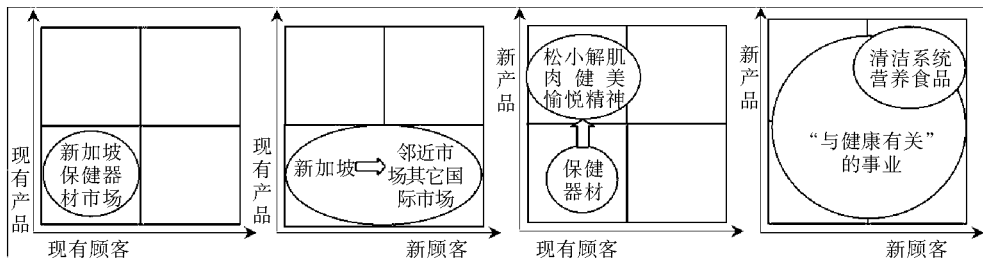 现有产品
新加坡
保健器
材市场
现有顾客
现有产品
新加坡
邻近市
场其它国
际市场
新顾客
新产品
松小解肌
肉健美
愉悦精神
保健
器材
现有顾客
新产品
清洁系统
营养食品
“与健康有关”
的事业
新顾客